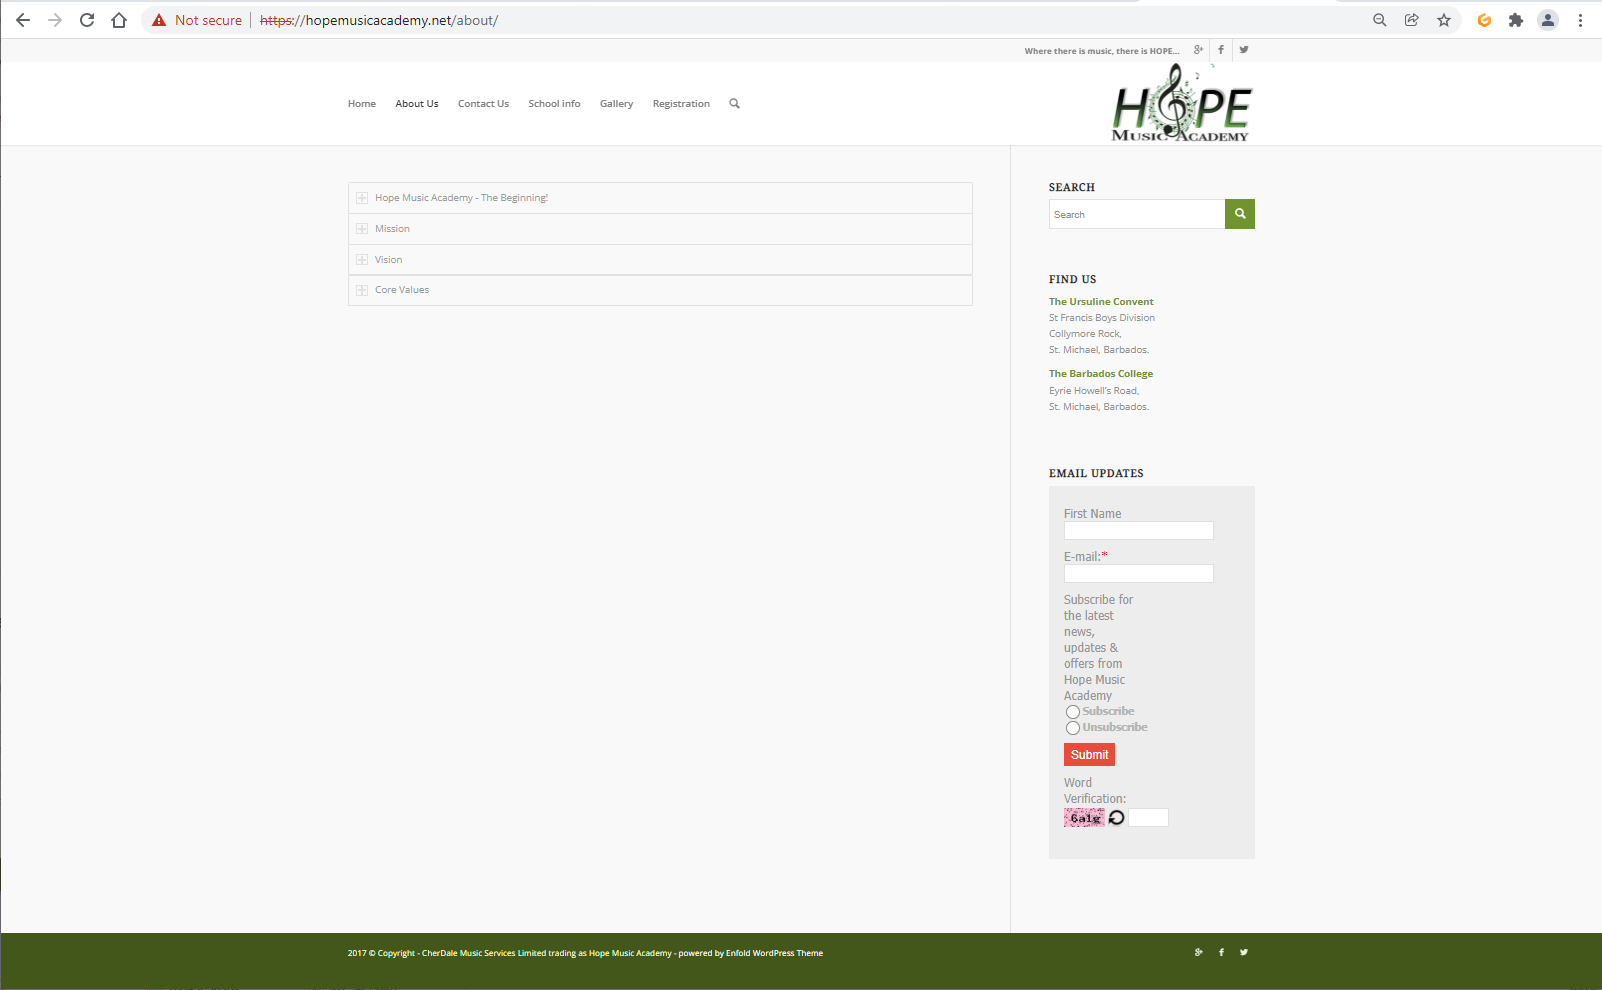 Not secure
https://hopemusicacademy.net/about/
Where there is music, there is HOPE...
Home About Us Contact Us School info Gallery Registration
HOPE
MUSIC ACADEMY
Hope Music Academy - The Beginning!
Mission
Vision
Core Values
SEARCH
Search
FIND US
The Ursuline Convent
St Francis Boys Division
Collymore Rock,
St. Michael, Barbados.
The Barbados College
Eyrie Howell's Road,
St. Michael, Barbados.
EMAIL UPDATES
First Name
E-mail:*
Subscribe for
the latest
news,
updates &
offers from
Hope Music
Academy
Subscribe
Unsubscribe
Submit
Word
Verification:
6a1g
2017 © Copyright - CherDale Music Services Limited trading as Hope Music Academy - powered by Enfold WordPress Theme